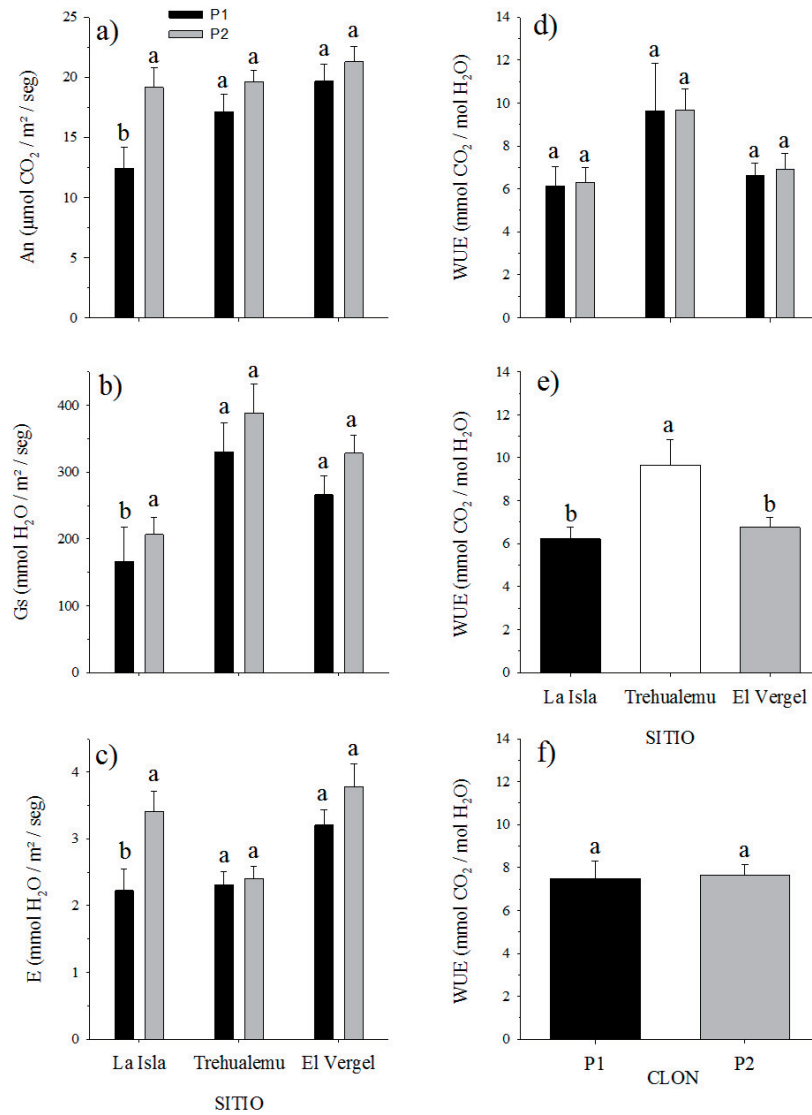 P1
P2
a)
An (µmol CO₂ / m² / seg)
25
20
15
10
5
0
b a
a a
a a
b)
Gs (mmol H₂O / m² / seg)
400
300
200
100
0
b a
a a
a a
c)
E (mmol H₂O / m² / seg)
4
3
2
1
0
b a
a a
a a
La Isla Trehualemu El Vergel
SITIO
d)
WUE (mmol CO₂ / mol H₂O)
14
12
10
8
6
4
2
0
a a
a a
a a
e)
WUE (mmol CO₂ / mol H₂O)
14
12
10
8
6
4
2
0
b
a
b
La Isla Trehualemu El Vergel
SITIO
f)
WUE (mmol CO₂ / mol H₂O)
14
12
10
8
6
4
2
0
a
a
P1 P2
CLON